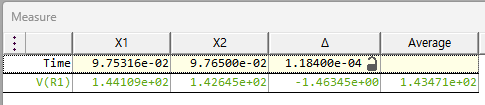 Measure
X1 X2 Δ Average
Time 9.75316e-02 9.76500e-02 1.18400e-04
V(R1) 1.44109e+02 1.42645e+02 -1.46345e+00 1.43471e+02